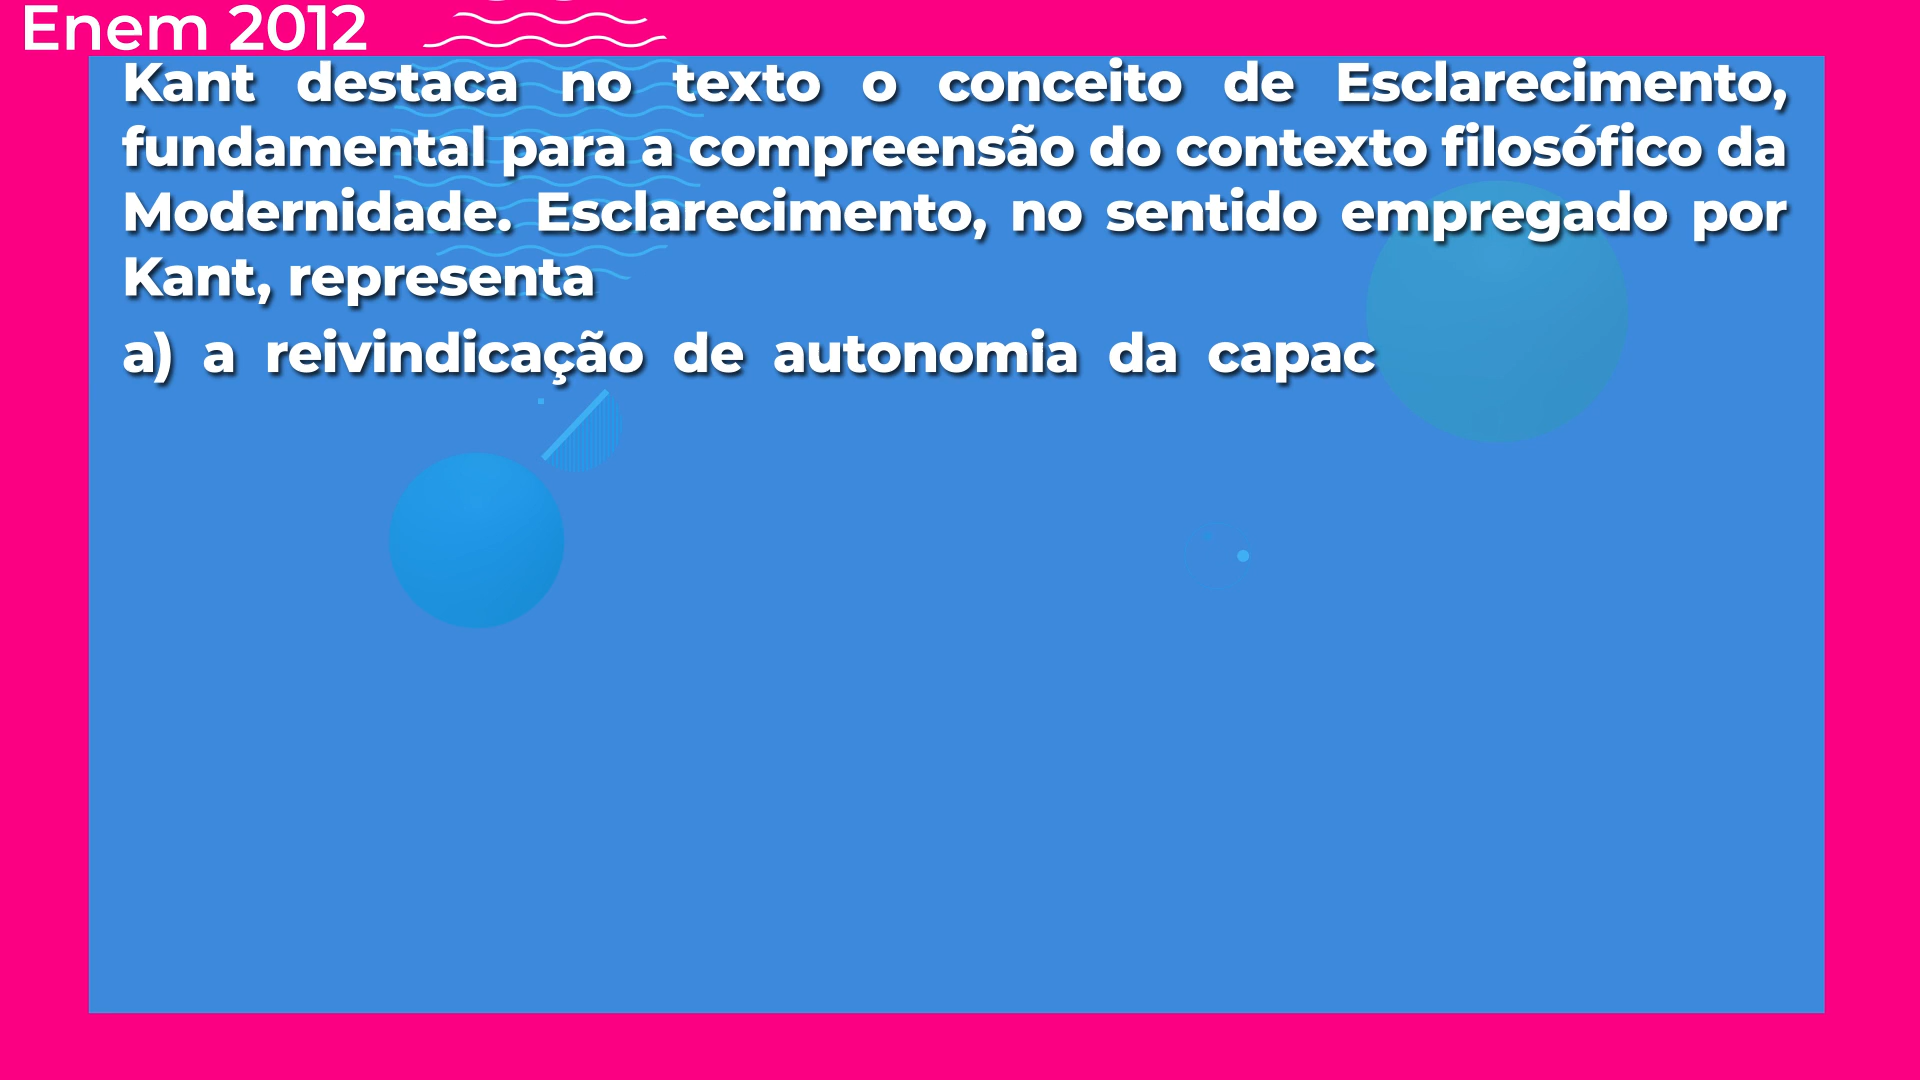 Enem 2012
Kant destaca no texto o conceito de Esclarecimento,
fundamental para a compreensão do contexto filosófico da
Modernidade. Esclarecimento, no sentido empregado por
Kant, representa
a) a reivindicação de autonomia da capac